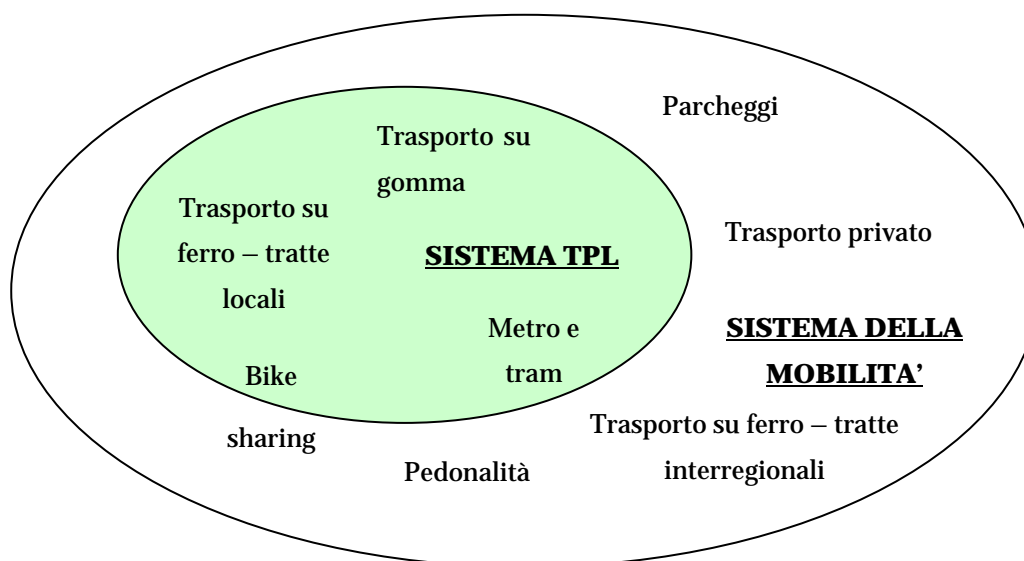 Parcheggi
Trasporto su
gomma
Trasporto su
ferro – tratte
locali
SISTEMA TPL
Trasporto privato
Metro e
tram
SISTEMA DELLA
MOBILITA’
Bike
sharing
Trasporto su ferro – tratte
interregionali
Pedonalità